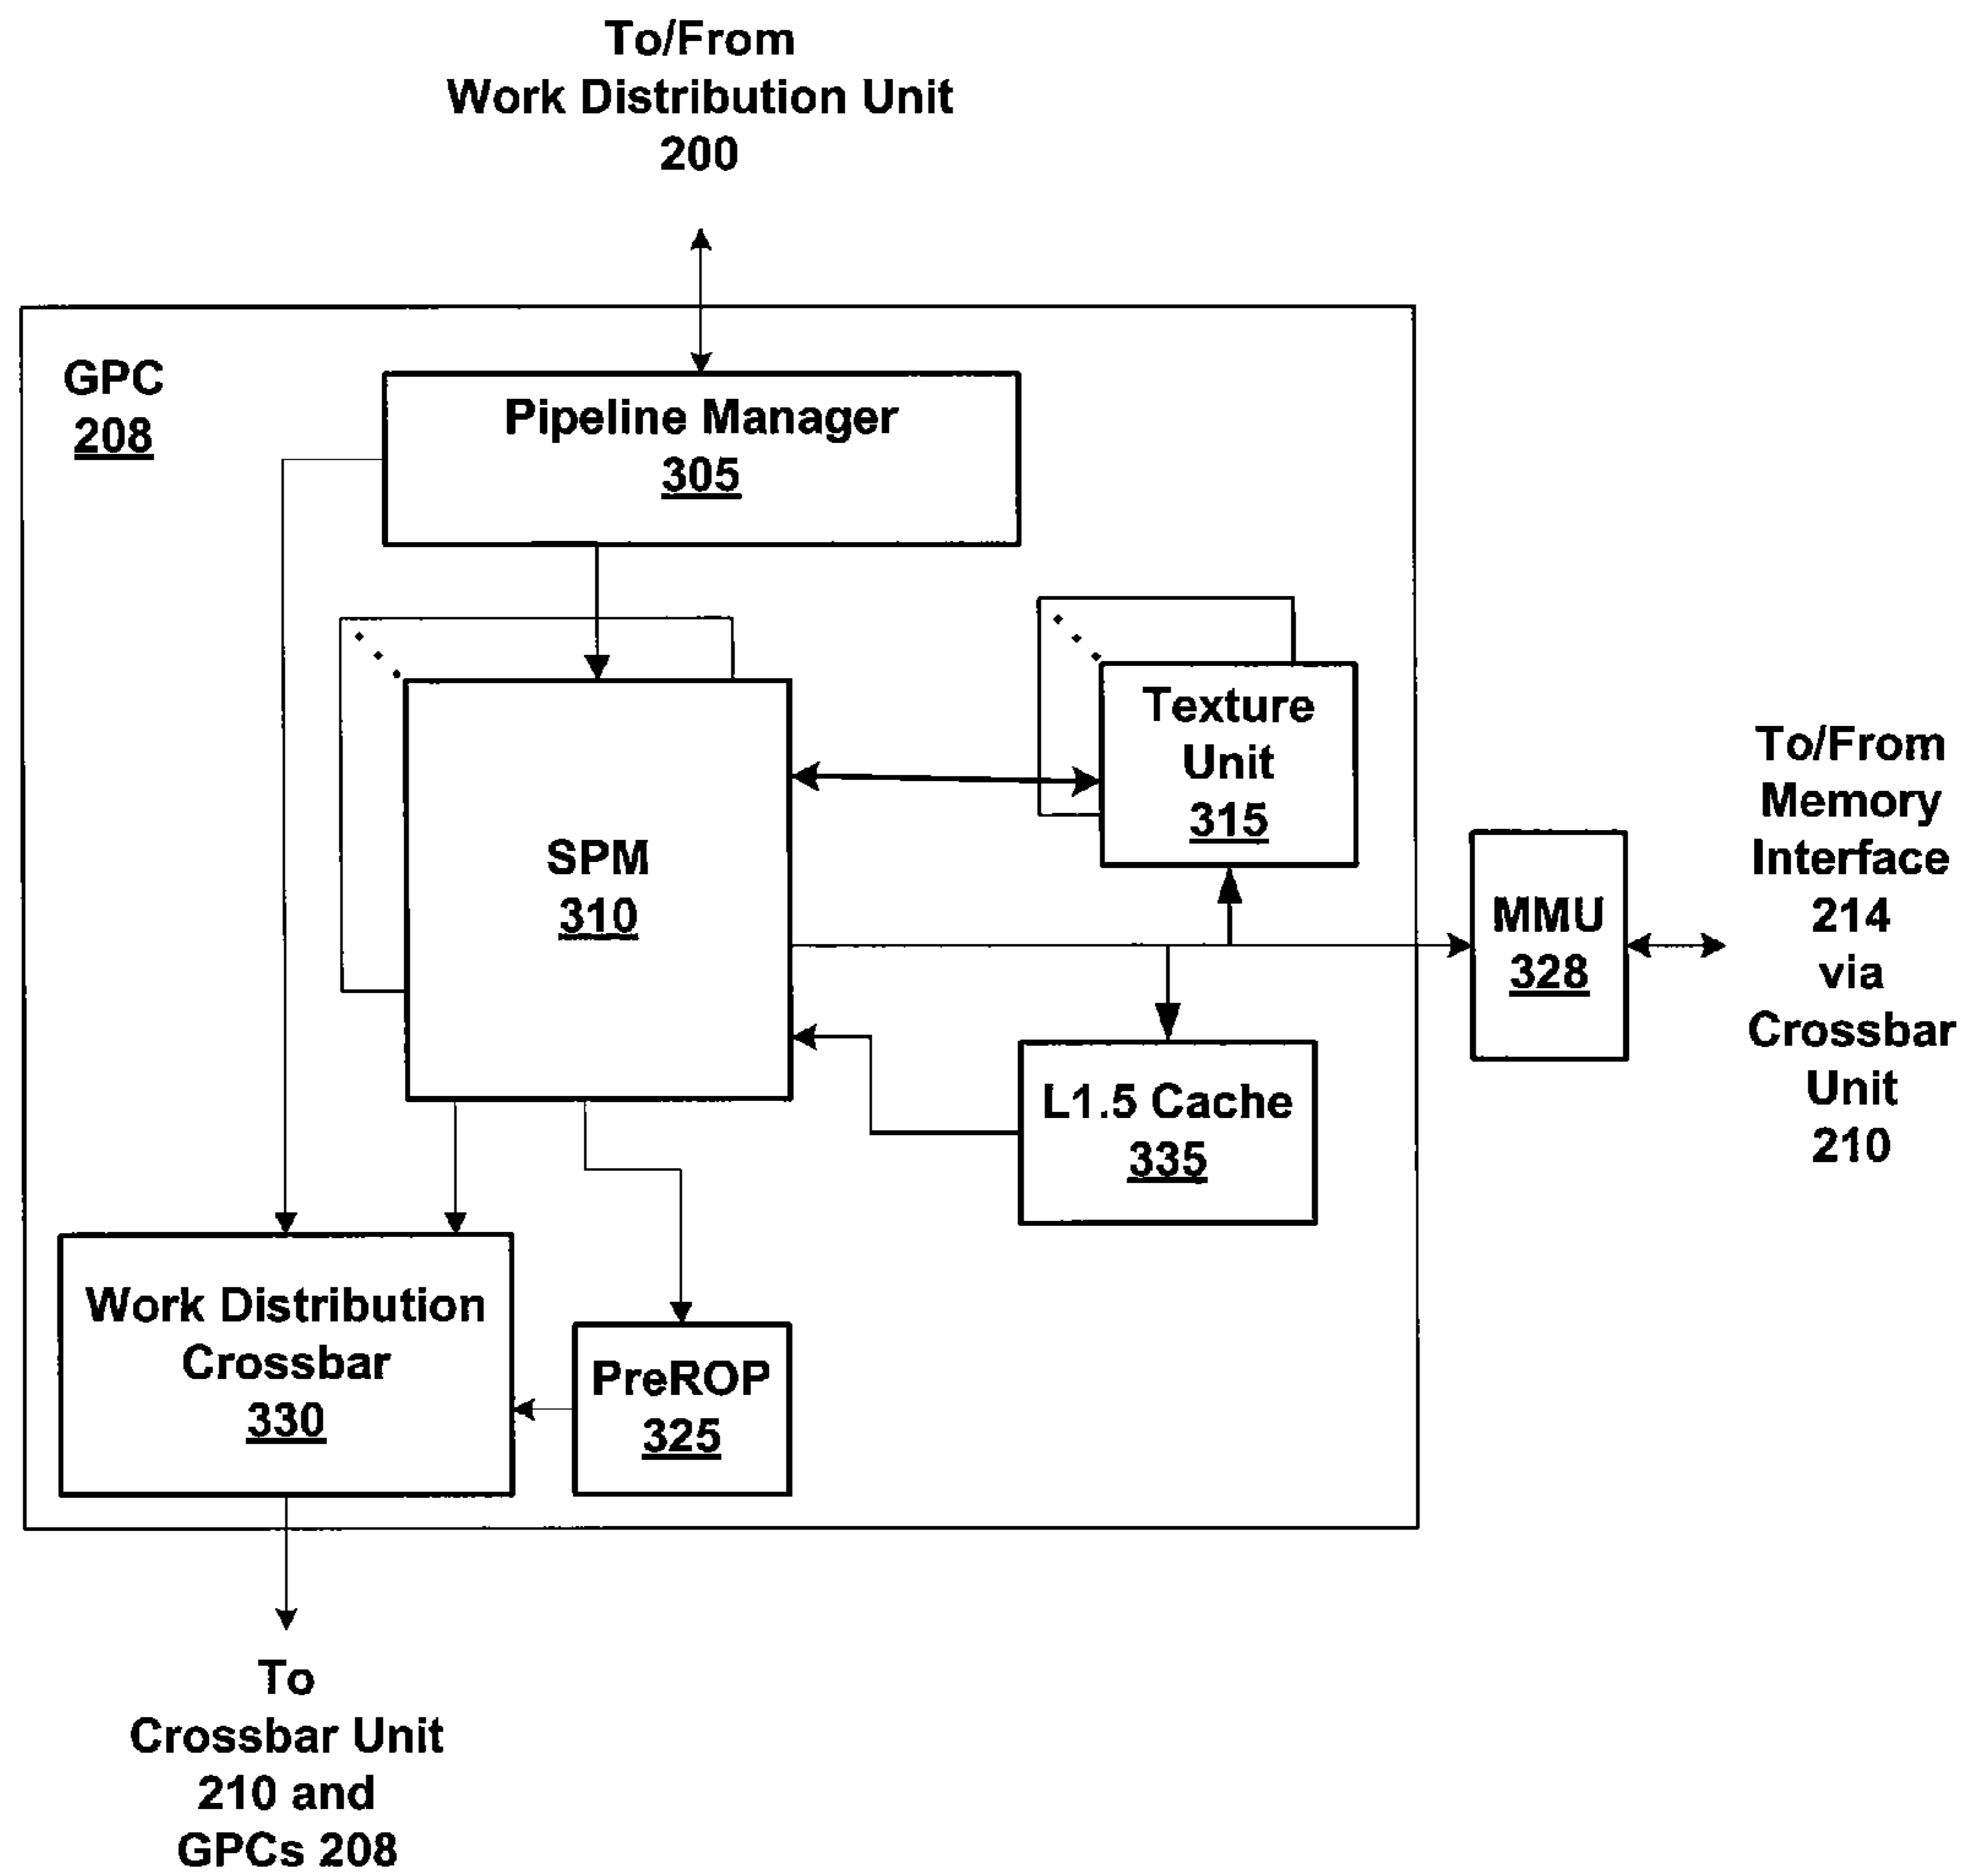 To/From
Work Distribution Unit
200
GPC
208
Pipeline Manager
305
Texture
Unit
315
SPM
310
To/From
Memory
Interface
214
via
Crossbar
Unit
210
MMU
328
L1.5 Cache
335
Work Distribution
Crossbar
330
PreROP
325
To
Crossbar Unit
210 and
GPCs 208